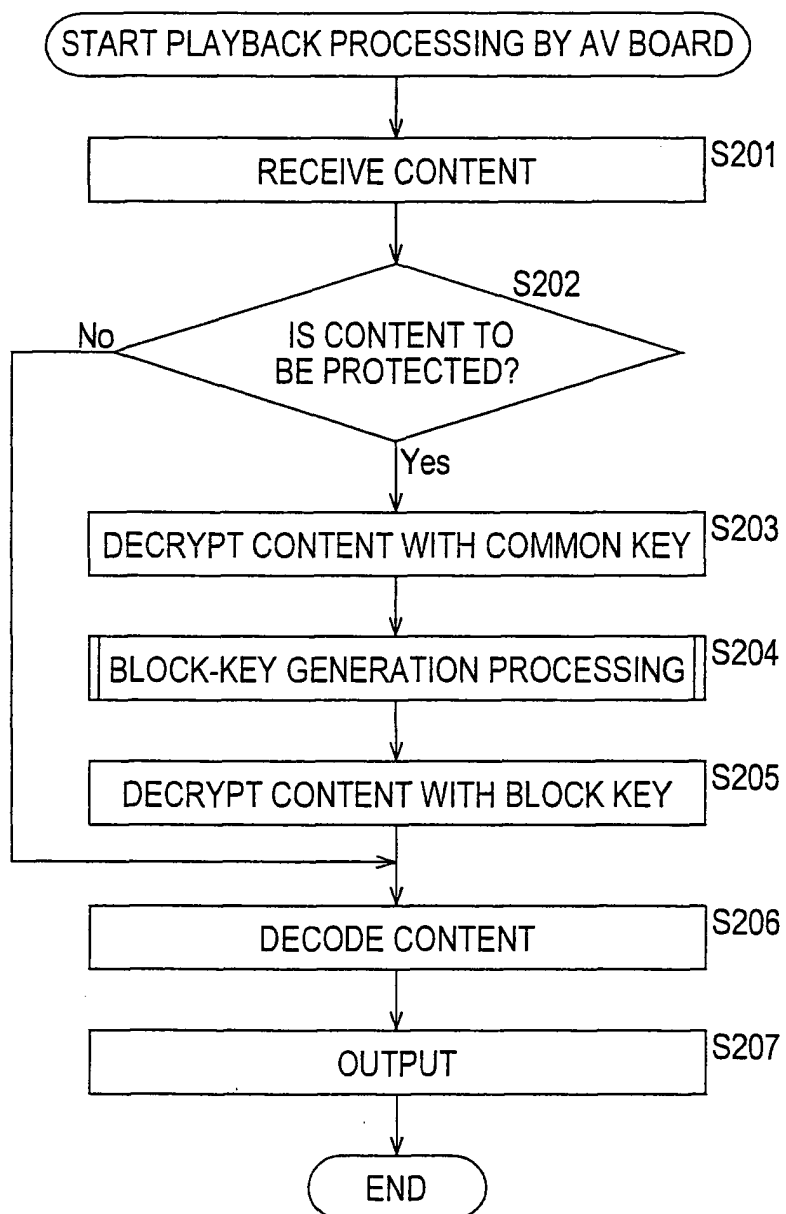 START PLAYBACK PROCESSING BY AV BOARD
S201
RECEIVE CONTENT
S202
No
IS CONTENT TO
BE PROTECTED?
Yes
S203
DECRYPT CONTENT WITH COMMON KEY
S204
BLOCK-KEY GENERATION PROCESSING
S205
DECRYPT CONTENT WITH BLOCK KEY
S206
DECODE CONTENT
S207
OUTPUT
END